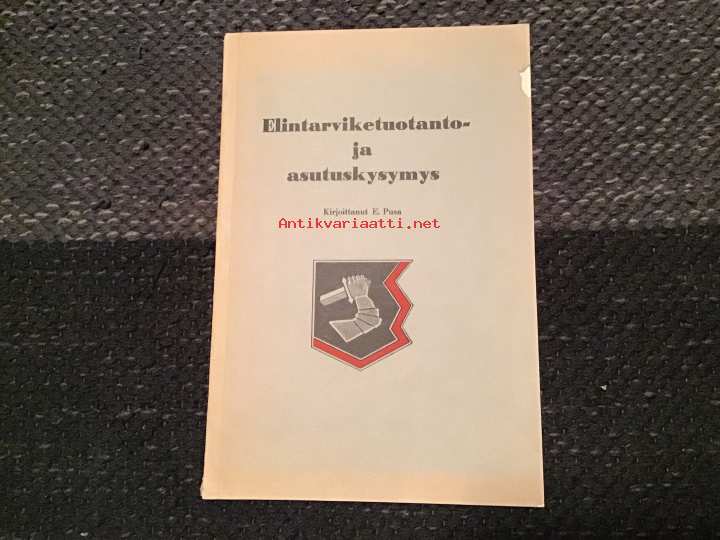 Elintarviketuotanto-
ja
asutuskysymys
Kirjoittanut E. Pusa
Antikvariaatti.net